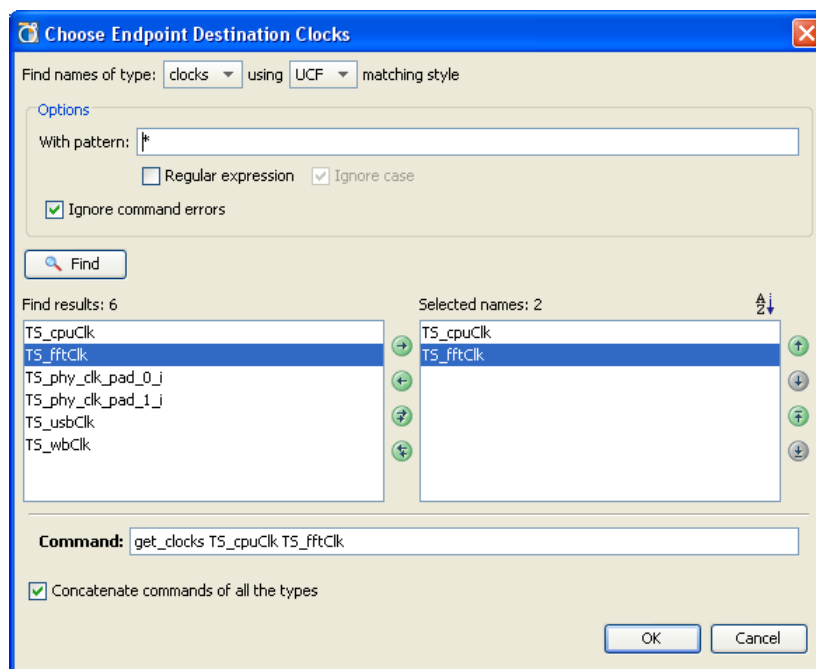 Choose Endpoint Destination Clocks
Find names of type: clocks using UCF matching style
Options
With pattern: *
Regular expression Ignore case
Ignore command errors
Find
Find results: 6
TS_cpuClk
TS_fftClk
TS_phy_clk_pad_0_i
TS_phy_clk_pad_1_i
TS_usbClk
TS_wbClk
Selected names: 2
A
Z
TS_cpuClk
TS_fftClk
Command: get_clocks TS_cpuClk TS_fftClk
Concatenate commands of all the types
OK Cancel